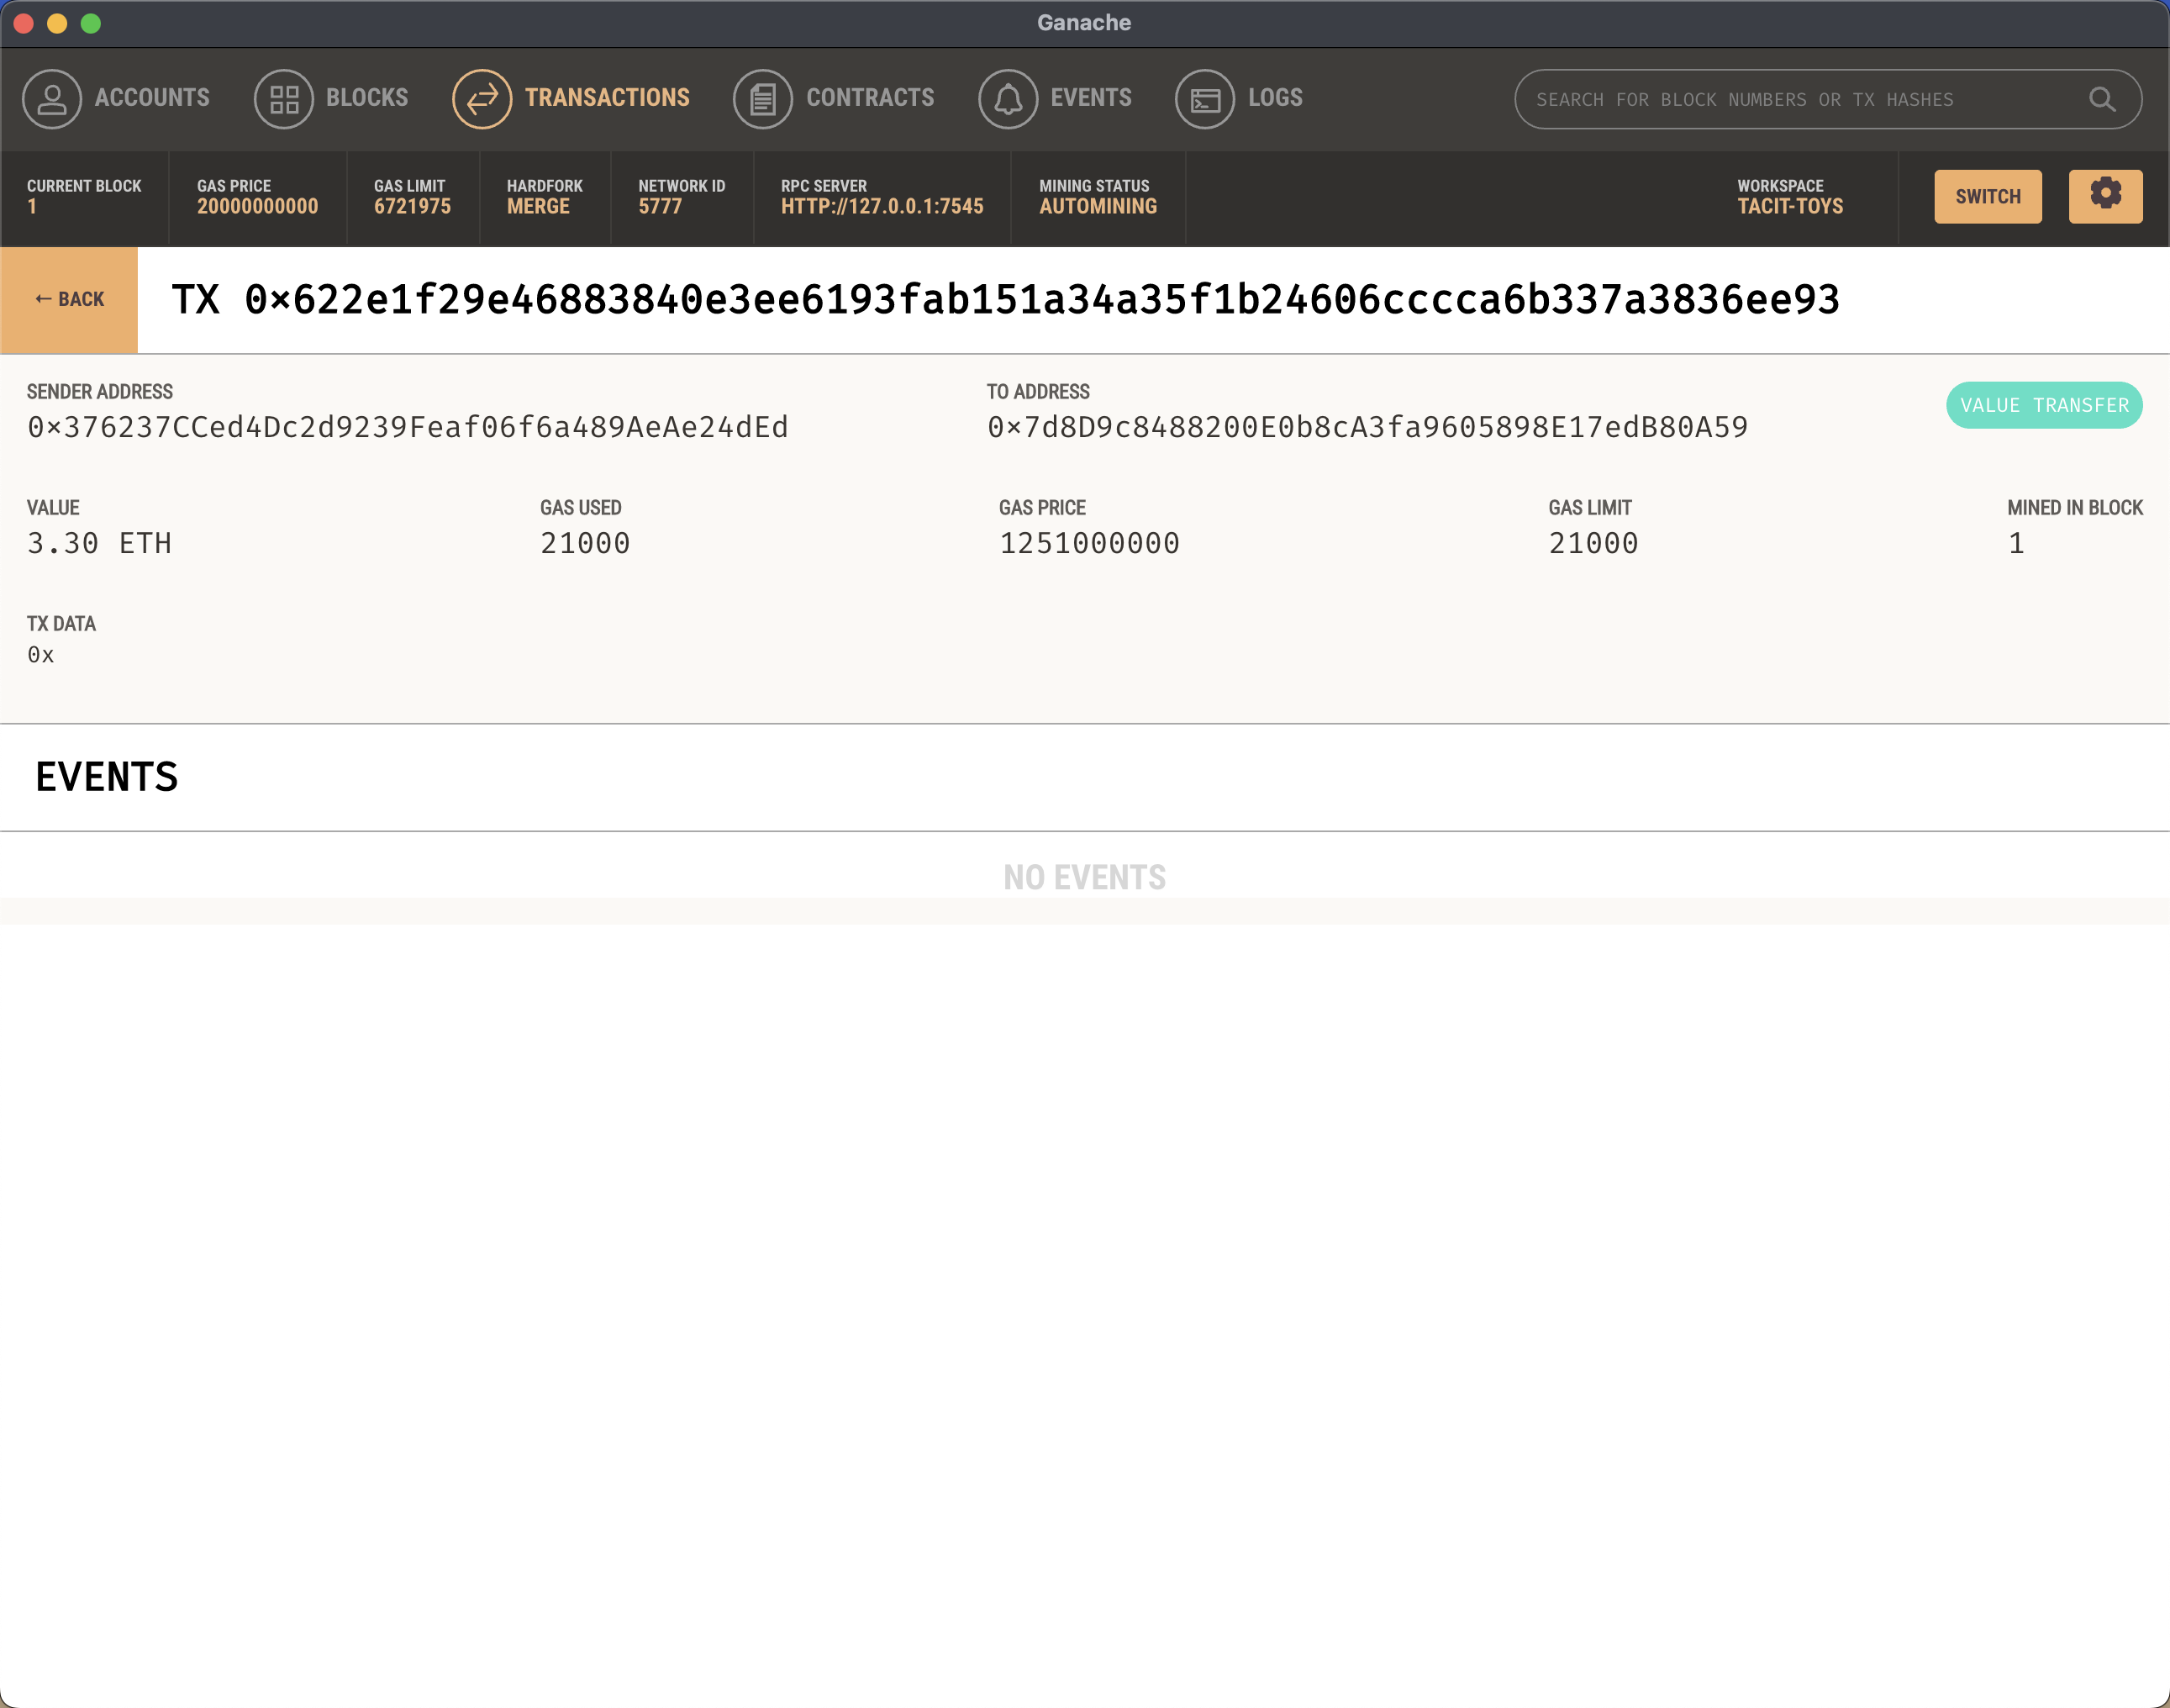 Ganache
ACCOUNTS BLOCKS TRANSACTIONS CONTRACTS EVENTS LOGS SEARCH FOR BLOCK NUMBERS OR TX HASHES
CURRENT BLOCK GAS PRICE GAS LIMIT HARDFORK NETWORK ID RPC SERVER MINING STATUS WORKSPACE
1 20000000000 6721975 MERGE 5777 HTTP://127.0.0.1:7545 AUTOMINING TACIT-TOYS SWITCH
← BACK TX 0×622e1f29e46883840e3ee6193fab151a34a35f1b24606cccca6b337a3836ee93
SENDER ADDRESS TO ADDRESS
0×376237CCed4Dc2d9239Feaf06f6a489AeAe24dEd 0×7d8D9c8488200E0b8cA3fa9605898E17edB80A59 VALUE TRANSFER
VALUE GAS USED GAS PRICE GAS LIMIT MINED IN BLOCK
3.30 ETH 21000 1251000000 21000 1
TX DATA
0x
EVENTS
NO EVENTS